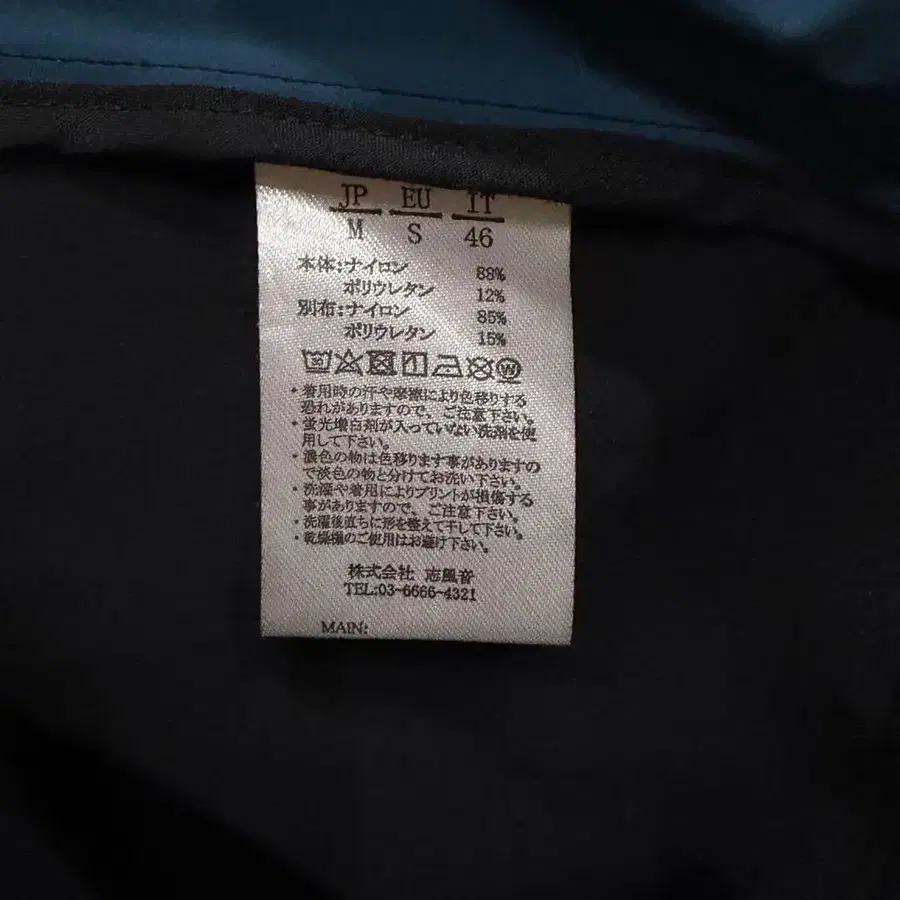 JP EU IT
M S 46
本体:ナイロン 88%
ポリウレタン 12%
別布:ナイロン 85%
ポリウレタン 15%
・着用時の汗や摩擦により色移りする
恐れがありますので、ご注意下さい。
・蛍光増白剤が入っていない洗剤を使
用して下さい。
・濃色の物は色移ります事がありますの
で淡色の物と分けてお洗い下さい。
・洗濯や着用によりプリントが損傷する
事がありますので、ご注意下さい。
・洗濯後直ちに形を整えて干して下さい。
・乾燥機のご使用はお避け下さい。
株式会社 志風音
TEL:03-6666-4321
MAIN: